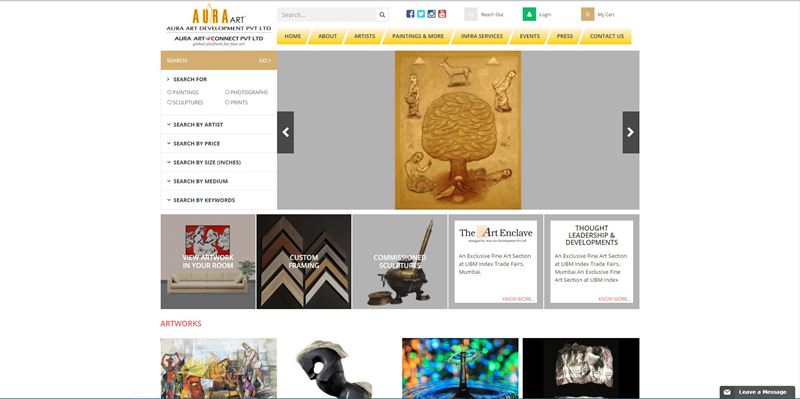 AURA ART
AURA ART DEVELOPMENT PVT LTD
AURA ART eCONNECT PVT LTD
global platform for fine art
Search...
Reach Out
Login
0
My Cart
HOME
ABOUT
ARTISTS
PAINTINGS & MORE
INFRA SERVICES
EVENTS
PRESS
CONTACT US
SEARCH
GO >
SEARCH FOR
PAINTINGS
PHOTOGRAPHS
SCULPTURES
PRINTS
SEARCH BY ARTIST
SEARCH BY PRICE
SEARCH BY SIZE (INCHES)
SEARCH BY MEDIUM
SEARCH BY KEYWORDS
VIEW ARTWORK
IN YOUR ROOM
CUSTOM
FRAMING
COMMISSIONED
SCULPTURES
The Art Enclave
managed by Aura Art Development Pvt Ltd
An Exclusive Fine Art Section
at UBM Index Trade Fairs,
Mumbai.
KNOW MORE...
THOUGHT
LEADERSHIP &
DEVELOPMENTS
An Exclusive Fine Art Section
at UBM Index Trade Fairs,
Mumbai.An Exclusive Fine
Art Section at UBM Index
KNOW MORE...
ARTWORKS
Leave a Message